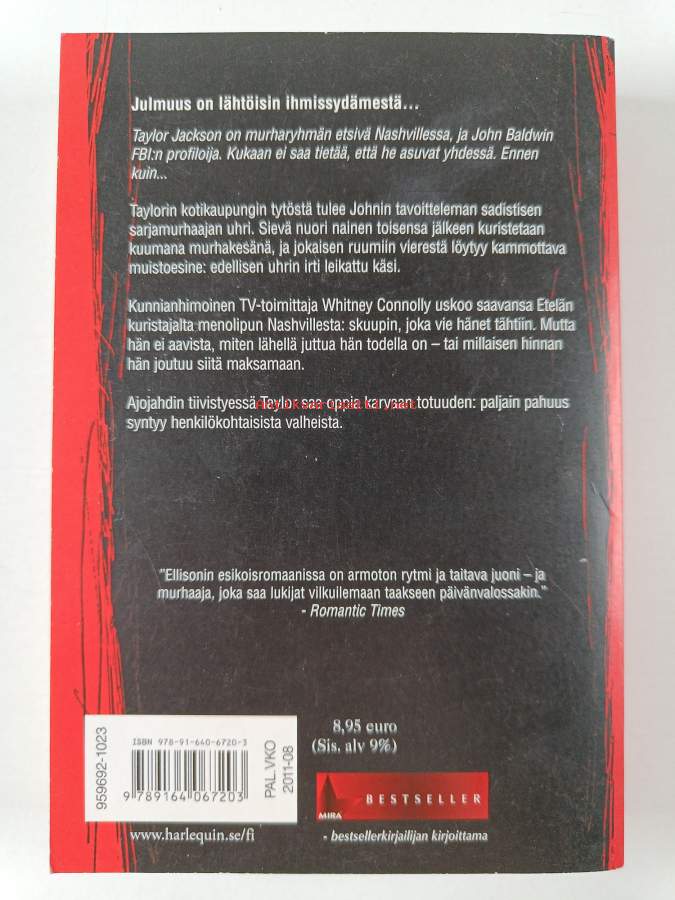 Julmuus on lähtöisin ihmissydämestä...
Taylor Jackson on murharyhmän etsivä Nashvillessa, ja John Baldwin
FBI:n profiloija. Kukaan ei saa tietää, että he asuvat yhdessä. Ennen
kuin...
Taylorin kotikaupungin tytöstä tulee Johnin tavoitteleman sadistisen
sarjamurhaajan uhri. Sievä nuori nainen toisensa jälkeen kuristetaan
kuumana murhakesänä, ja jokaisen ruumiin vierestä löytyy kammottava
muistoesine: edellisen uhrin irti leikattu käsi.
Kunnianhimoinen TV-toimittaja Whitney Connolly uskoo saavansa Etelän
kuristajalta menolipun Nashvillesta: skuupin, joka vie hänet tähtiin. Mutta
hän ei aavista, miten lähellä juttua hän todella on – tai millaisen hinnan
hän joutuu siitä maksamaan.
Ajojahdin tiivistyessä Taylor saa oppia karvaan totuuden: paljain pahuus
syntyy henkilökohtaisista valheista.
"Ellisonin esikoisromaanissa on armoton rytmi ja taitava juoni – ja
murhaaja, joka saa lukijat vilkuilemaan taakseen päivänvalossakin."
- Romantic Times
959692-1023
ISBN 978-91-640-6720-3
9 789164 067203
PAL.VKO
2011-08
8,95 euro
(Sis. alv 9%)
MIRA
BESTSELLER
www.harlequin.se/fi
- bestsellerkirjailijan kirjoittama